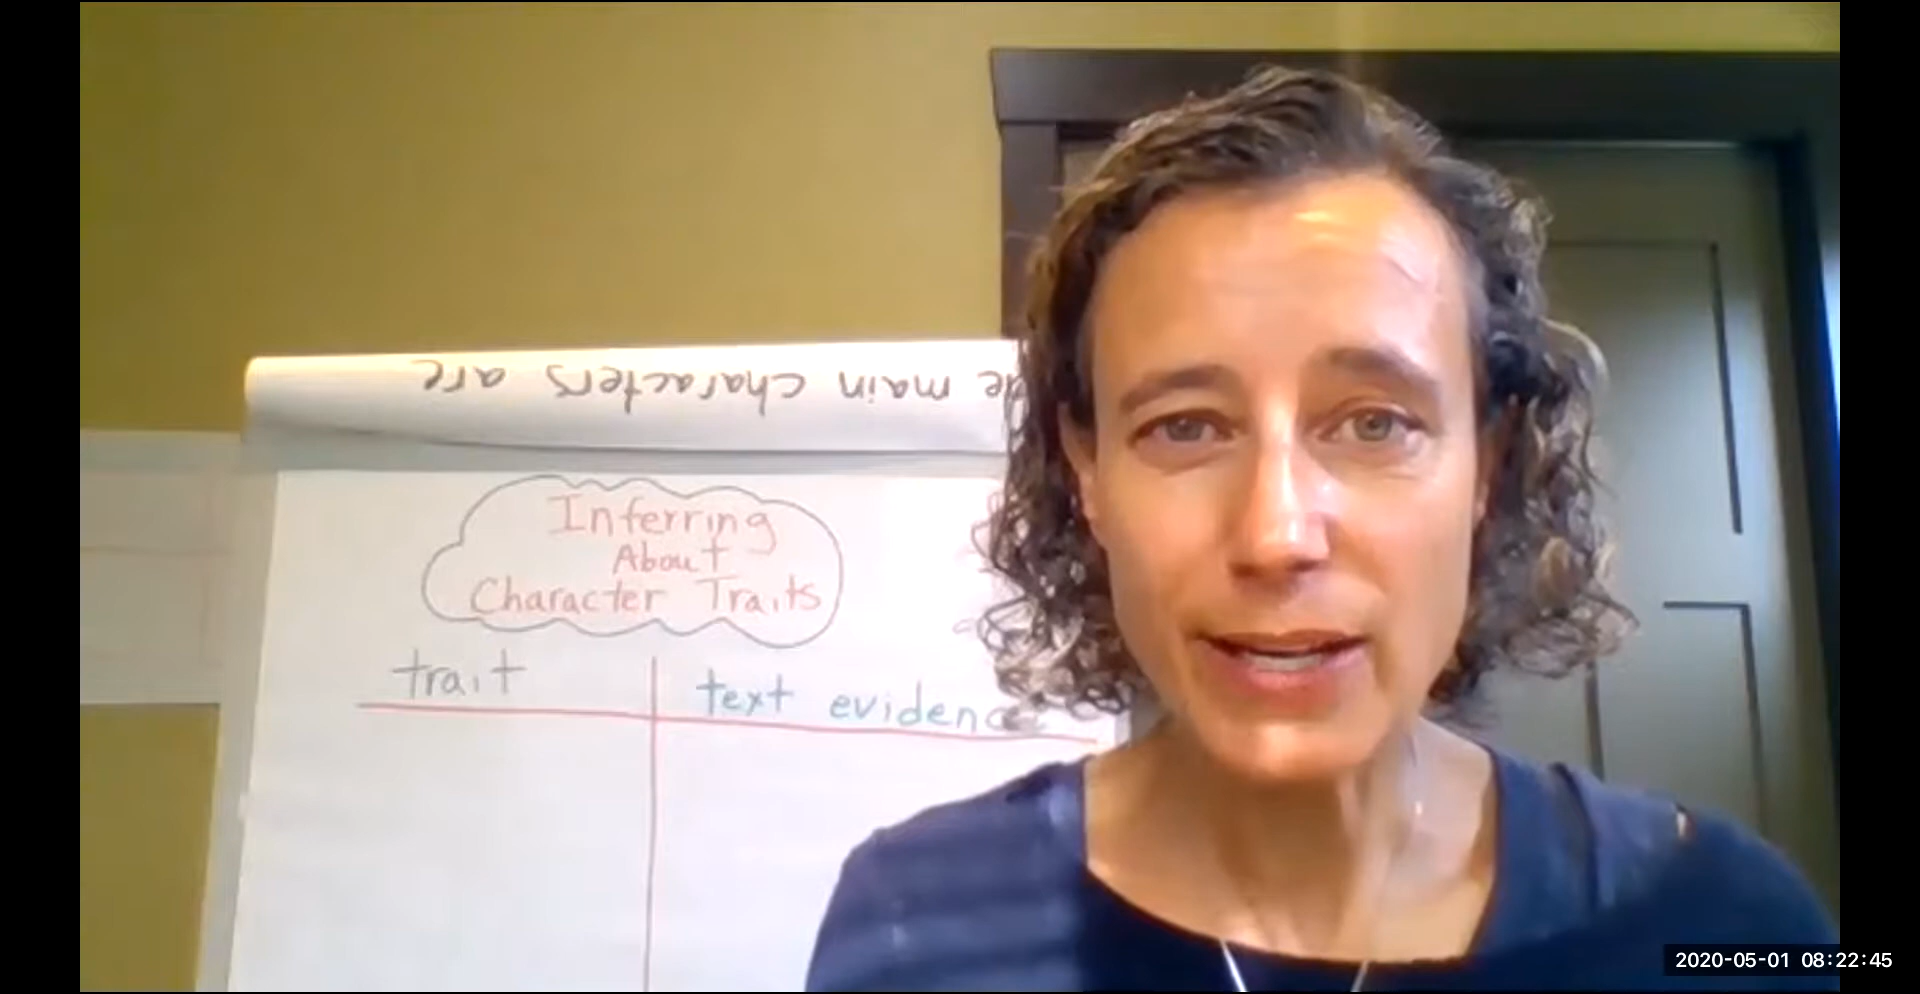 main characters are
Inferring
About
Character Traits
trait
text evidence
2020-05-01 08:22:45